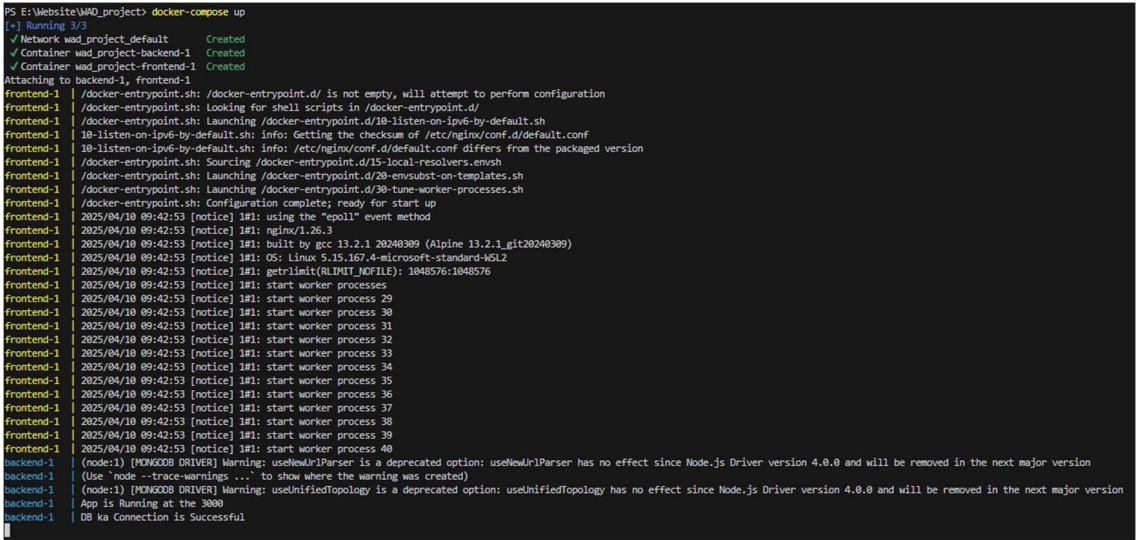 PS E:\Website\WAD_project> docker-compose up
[+] Running 3/3
✓ Network wad_project_default Created
✓ Container wad_project-backend-1 Created
✓ Container wad_project-frontend-1 Created
Attaching to backend-1, frontend-1
frontend-1 | /docker-entrypoint.sh: /docker-entrypoint.d/ is not empty, will attempt to perform configuration
frontend-1 | /docker-entrypoint.sh: Looking for shell scripts in /docker-entrypoint.d/
frontend-1 | /docker-entrypoint.sh: Launching /docker-entrypoint.d/10-listen-on-ipv6-by-default.sh
frontend-1 | 10-listen-on-ipv6-by-default.sh: info: Getting the checksum of /etc/nginx/conf.d/default.conf
frontend-1 | 10-listen-on-ipv6-by-default.sh: info: /etc/nginx/conf.d/default.conf differs from the packaged version
frontend-1 | /docker-entrypoint.sh: Sourcing /docker-entrypoint.d/15-local-resolvers.envsh
frontend-1 | /docker-entrypoint.sh: Launching /docker-entrypoint.d/20-envsubst-on-templates.sh
frontend-1 | /docker-entrypoint.sh: Launching /docker-entrypoint.d/30-tune-worker-processes.sh
frontend-1 | /docker-entrypoint.sh: Configuration complete; ready for start up
frontend-1 | 2025/04/10 09:42:53 [notice] 1#1: using the "epoll" event method
frontend-1 | 2025/04/10 09:42:53 [notice] 1#1: nginx/1.26.3
frontend-1 | 2025/04/10 09:42:53 [notice] 1#1: built by gcc 13.2.1 20240309 (Alpine 13.2.1_git20240309)
frontend-1 | 2025/04/10 09:42:53 [notice] 1#1: OS: Linux 5.15.167.4-microsoft-standard-WSL2
frontend-1 | 2025/04/10 09:42:53 [notice] 1#1: getrlimit(RLIMIT_NOFILE): 1048576:1048576
frontend-1 | 2025/04/10 09:42:53 [notice] 1#1: start worker processes
frontend-1 | 2025/04/10 09:42:53 [notice] 1#1: start worker process 29
frontend-1 | 2025/04/10 09:42:53 [notice] 1#1: start worker process 30
frontend-1 | 2025/04/10 09:42:53 [notice] 1#1: start worker process 31
frontend-1 | 2025/04/10 09:42:53 [notice] 1#1: start worker process 32
frontend-1 | 2025/04/10 09:42:53 [notice] 1#1: start worker process 33
frontend-1 | 2025/04/10 09:42:53 [notice] 1#1: start worker process 34
frontend-1 | 2025/04/10 09:42:53 [notice] 1#1: start worker process 35
frontend-1 | 2025/04/10 09:42:53 [notice] 1#1: start worker process 36
frontend-1 | 2025/04/10 09:42:53 [notice] 1#1: start worker process 37
frontend-1 | 2025/04/10 09:42:53 [notice] 1#1: start worker process 38
frontend-1 | 2025/04/10 09:42:53 [notice] 1#1: start worker process 39
frontend-1 | 2025/04/10 09:42:53 [notice] 1#1: start worker process 40
backend-1 | (node:1) [MONGODB DRIVER] Warning: useNewUrlParser is a deprecated option: useNewUrlParser has no effect since Node.js Driver version 4.0.0 and will be removed in the next major version
backend-1 | (Use `node --trace-warnings ...` to show where the warning was created)
backend-1 | (node:1) [MONGODB DRIVER] Warning: useUnifiedTopology is a deprecated option: useUnifiedTopology has no effect since Node.js Driver version 4.0.0 and will be removed in the next major version
backend-1 | App is Running at the 3000
backend-1 | DB ka Connection is Successful